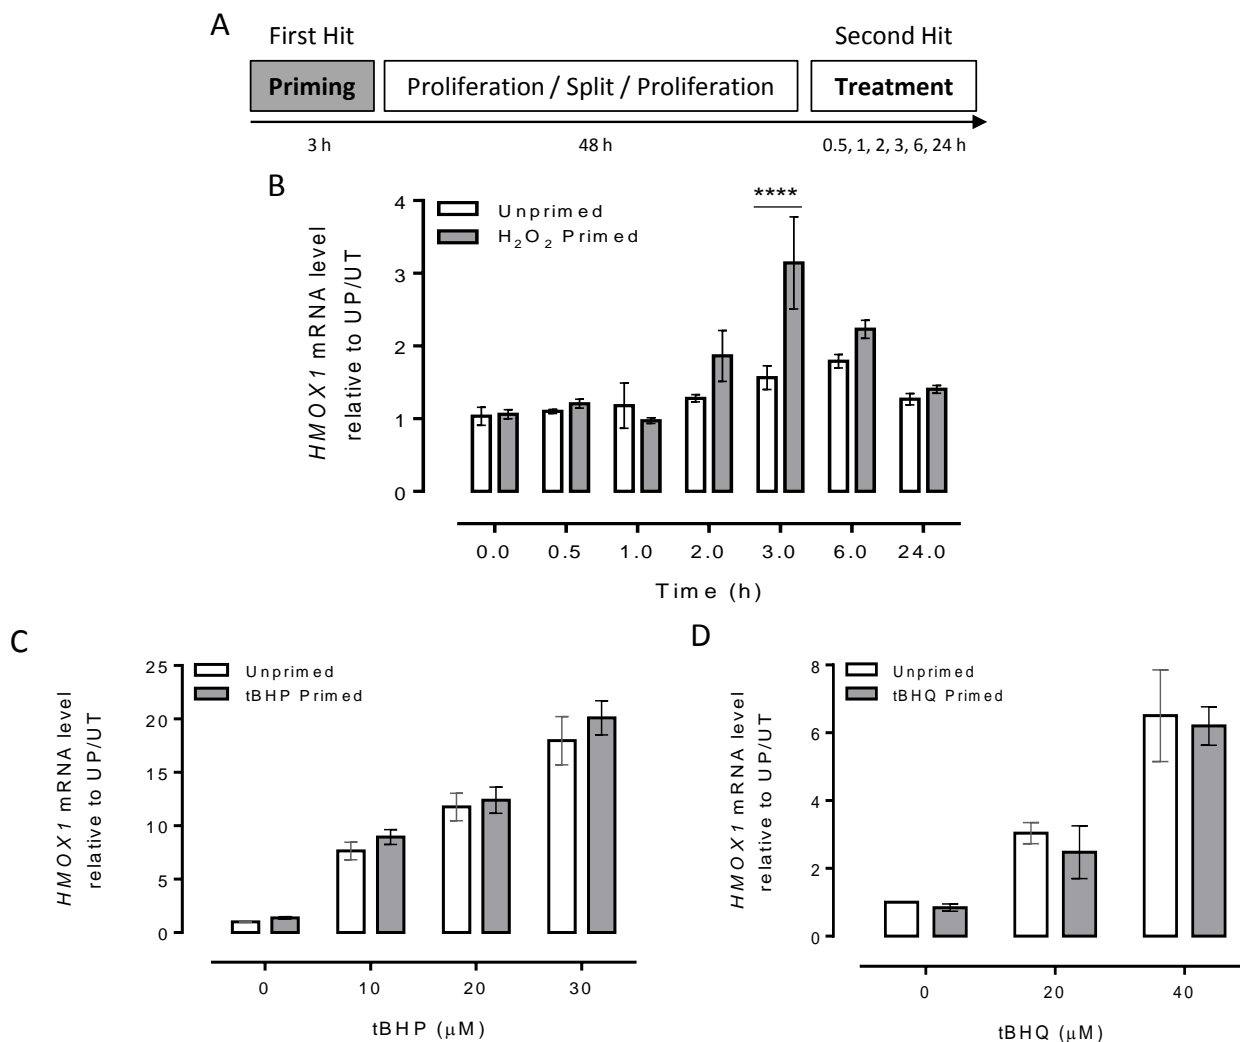 A
First Hit
Second Hit
Priming
Proliferation / Split / Proliferation
Treatment
3 h
48 h
0.5, 1, 2, 3, 6, 24 h
B
HMOX1 mRNA level
relative to UP/UT
4
3
2
1
0
Unprimed
H₂O₂ Primed
****
0.0 0.5 1.0 2.0 3.0 6.0 24.0
Time (h)
C
HMOX1 mRNA level
relative to UP/UT
25
20
15
10
5
0
Unprimed
tBHP Primed
0 10 20 30
tBHP (μM)
D
HMOX1 mRNA level
relative to UP/UT
8
6
4
2
0
Unprimed
tBHQ Primed
0 20 40
tBHQ (μM)